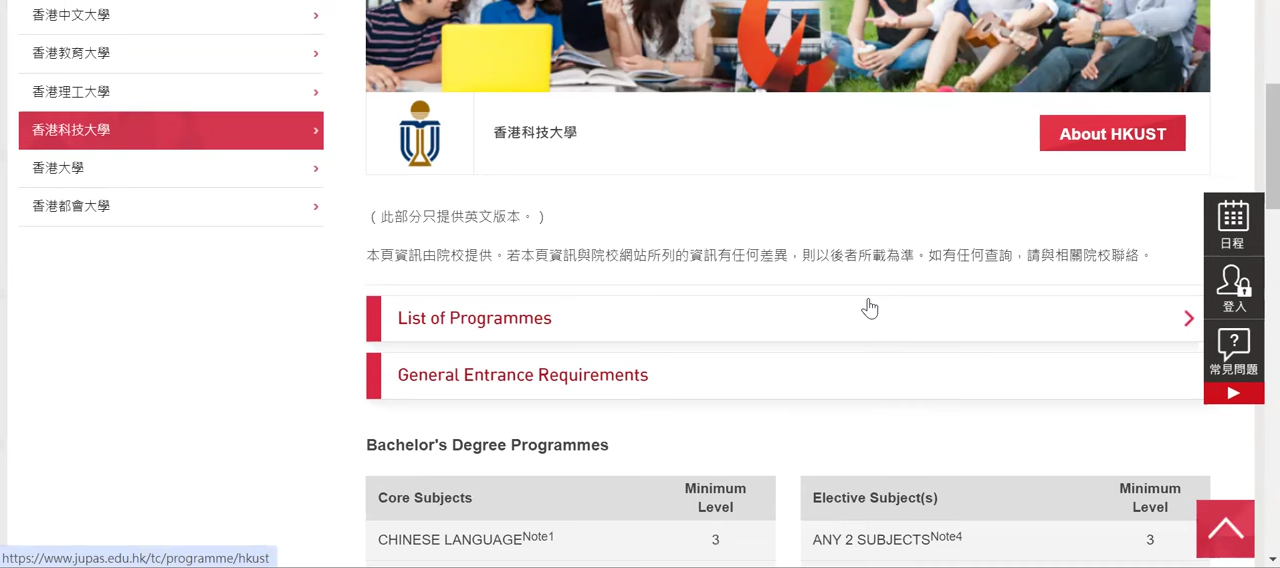 香港中文大學
香港教育大學
香港理工大學
香港科技大學
香港大學
香港都會大學
香港科技大學
About HKUST
（此部分只提供英文版本。）
本頁資訊由院校提供。若本頁資訊與院校網站所列的資訊有任何差異，則以後者所載為準。如有任何查詢，請與相關院校聯絡。
List of Programmes
General Entrance Requirements
Bachelor's Degree Programmes
Core Subjects
Minimum
Level
Elective Subject(s)
Minimum
Level
CHINESE LANGUAGENote1
3
ANY 2 SUBJECTSNote4
3
日程
登入
?
常見問題
https://www.jupas.edu.hk/tc/programme/hkust